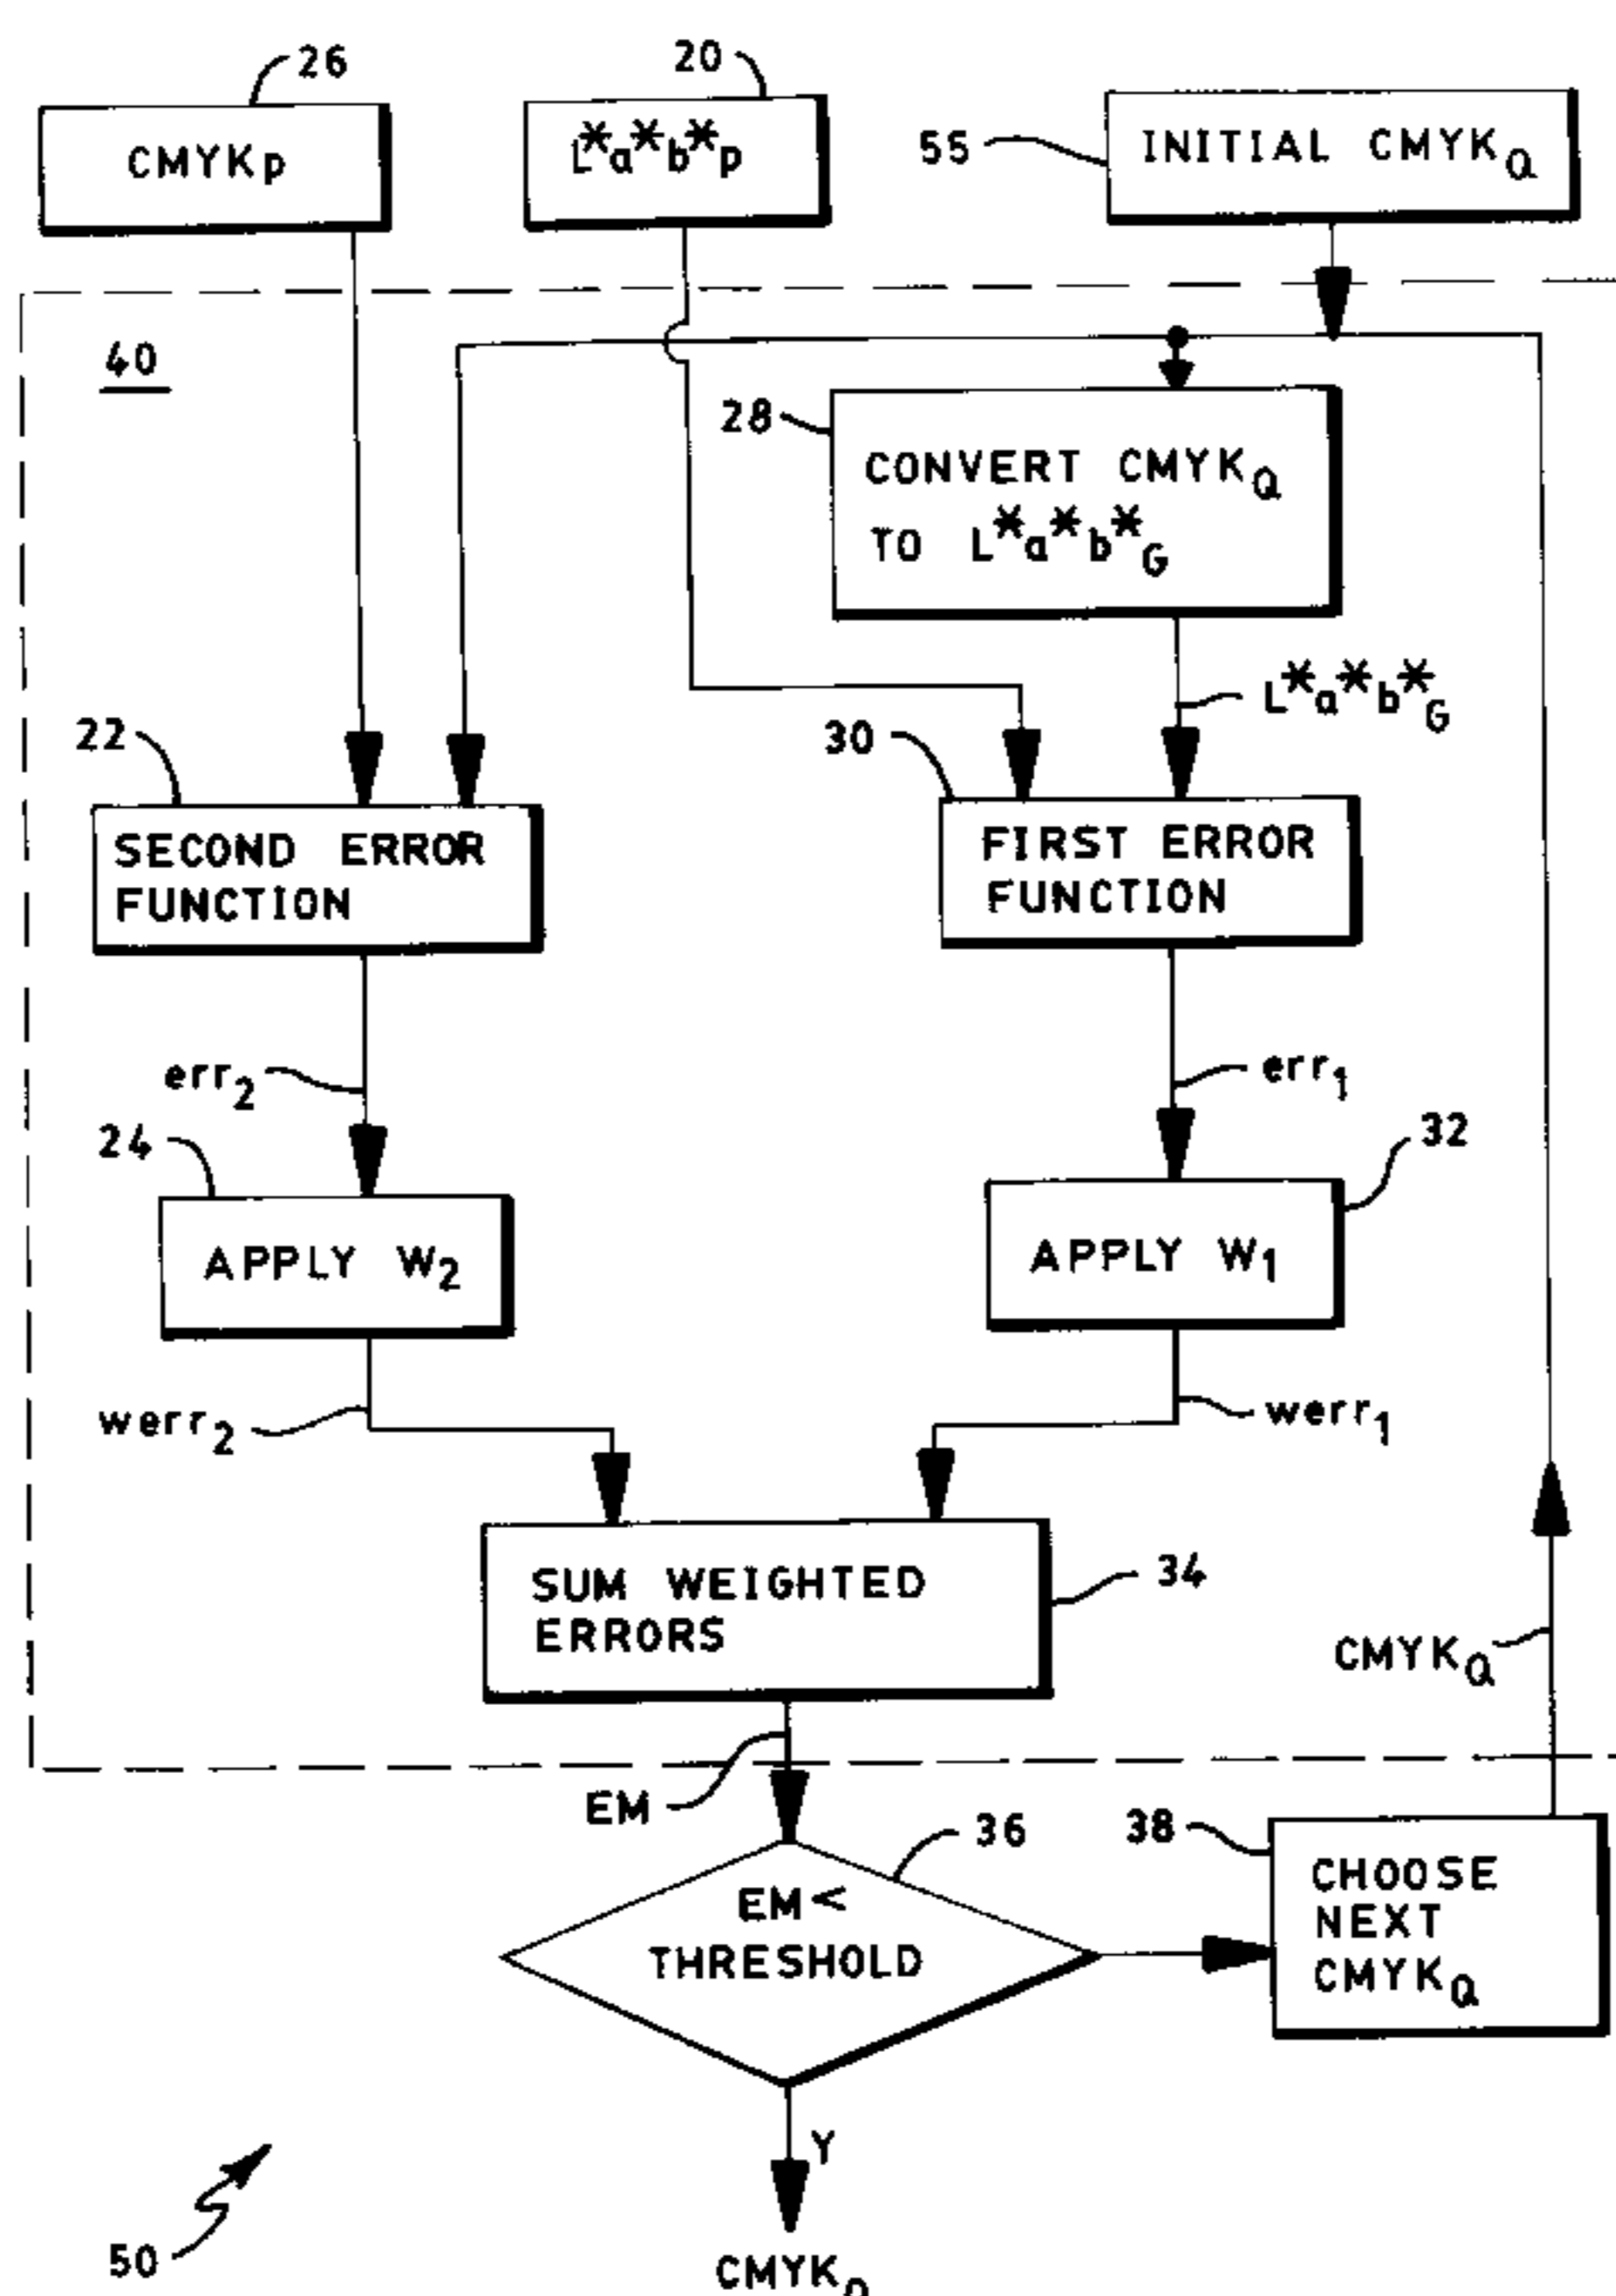 26
20
CMYKp
L*a*b*p
55
INITIAL CMYKQ
40
28
CONVERT CMYKQ
TO L*a*b*G
L*a*b*G
22
30
SECOND ERROR
FUNCTION
FIRST ERROR
FUNCTION
err2
err1
24
32
APPLY W2
APPLY W1
werr2
werr1
SUM WEIGHTED
ERRORS
34
CMYKQ
EM
36
38
EM<
THRESHOLD
CHOOSE
NEXT
CMYKQ
Y
50
CMYKQ